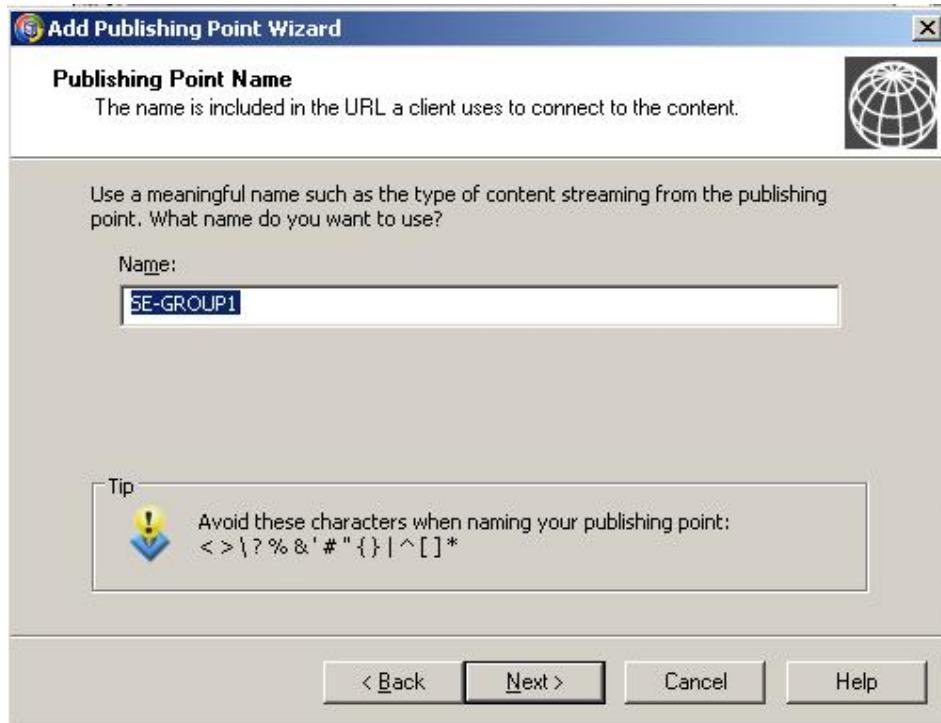 Add Publishing Point Wizard
Publishing Point Name
The name is included in the URL a client uses to connect to the content.
Use a meaningful name such as the type of content streaming from the publishing
point. What name do you want to use?
Name:
SE-GROUP1
Tip
Avoid these characters when naming your publishing point:
< > \ ? % & ' # " { } | ^ [ ] *
< Back
Next >
Cancel
Help